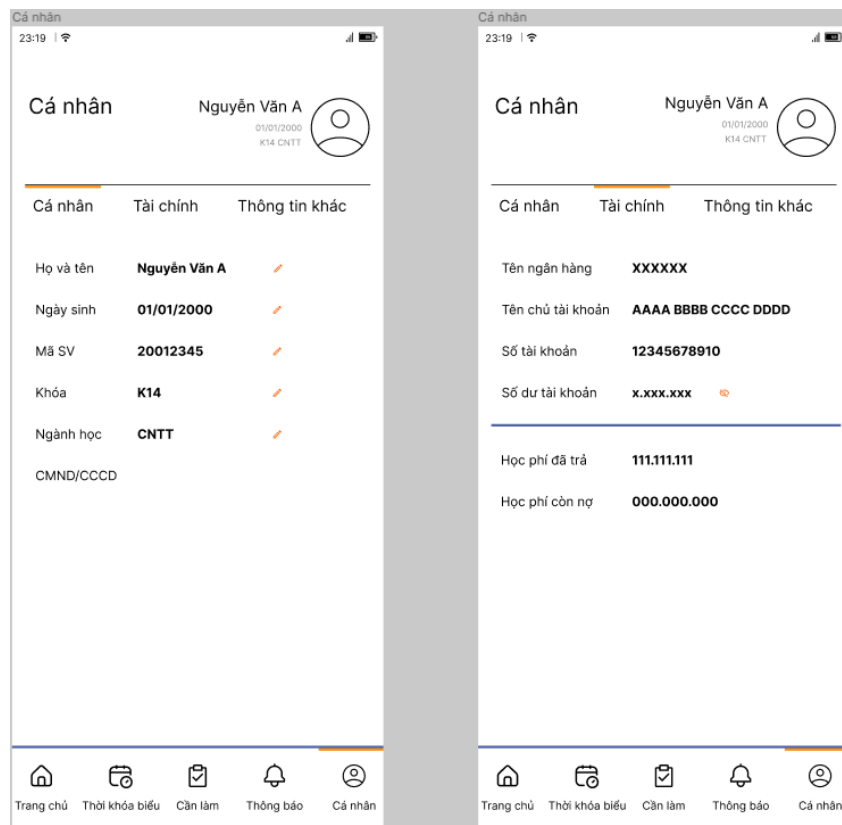 Cá nhân
23:19
Cá nhân
Nguyễn Văn A
01/01/2000
K14 CNTT
Cá nhân Tài chính Thông tin khác
Họ và tên Nguyễn Văn A
Ngày sinh 01/01/2000
Mã SV 20012345
Khóa K14
Ngành học CNTT
CMND/CCCD
Trang chủ Thời khóa biểu Cần làm Thông báo Cá nhân
Cá nhân
23:19
Cá nhân
Nguyễn Văn A
01/01/2000
K14 CNTT
Cá nhân Tài chính Thông tin khác
Tên ngân hàng XXXXXX
Tên chủ tài khoản AAAA BBBB CCCC DDDD
Số tài khoản 12345678910
Số dư tài khoản x.xxx.xxx
Học phí đã trả 111.111.111
Học phí còn nợ 000.000.000
Trang chủ Thời khóa biểu Cần làm Thông báo Cá nhân